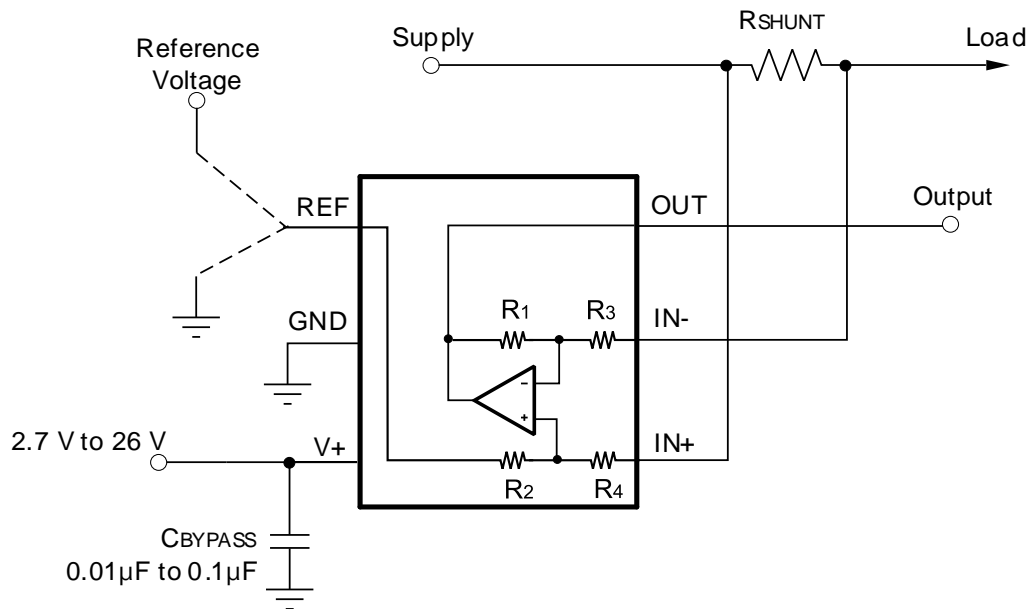 RSHUNT
Supply
Load
Reference
Voltage
REF
OUT
Output
R1
R3
IN-
GND
-
+
2.7 V to 26 V
V+
R2
R4
IN+
CBYPASS
0.01µF to 0.1µF